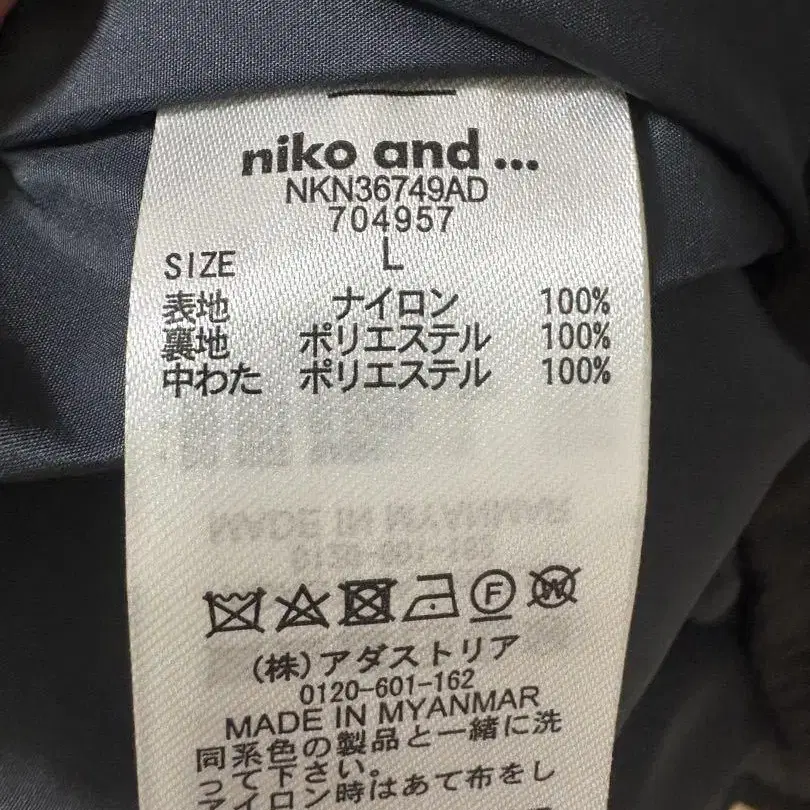 niko and ...
NKN36749AD
704957
SIZE L
表地 ナイロン 100%
裏地 ポリエステル 100%
中わた ポリエステル 100%
F
W
(株)アダストリア
0120-601-162
MADE IN MYANMAR
同系色の製品と一緒に洗
って下さい。
アイロン時はあて布をし